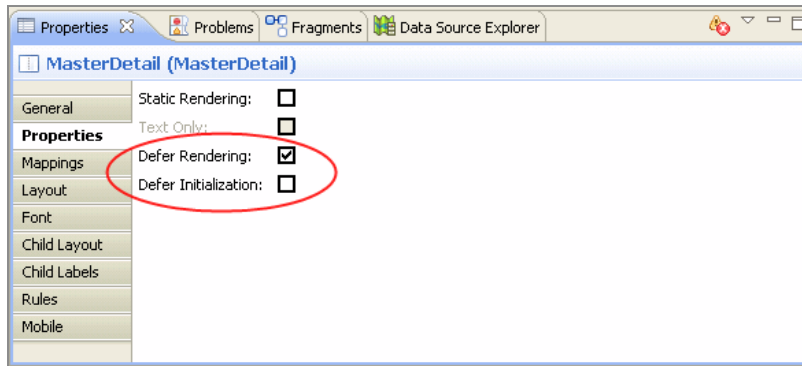 Properties Problems Fragments Data Source Explorer
MasterDetail (MasterDetail)
General
Properties
Mappings
Layout
Font
Child Layout
Child Labels
Rules
Mobile
Static Rendering:
Text Only:
Defer Rendering:
Defer Initialization: